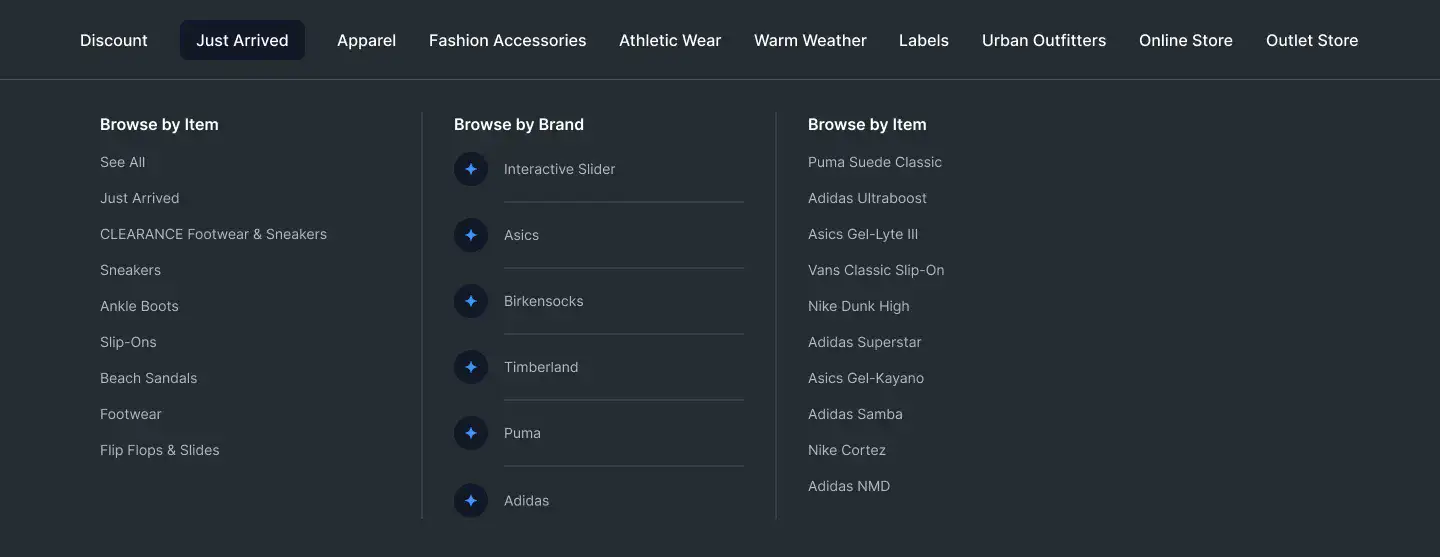 Discount Just Arrived Apparel Fashion Accessories Athletic Wear Warm Weather Labels Urban Outfitters Online Store Outlet Store
Browse by Item
See All
Just Arrived
CLEARANCE Footwear & Sneakers
Sneakers
Ankle Boots
Slip-Ons
Beach Sandals
Footwear
Flip Flops & Slides
Browse by Brand
Interactive Slider
Asics
Birkensocks
Timberland
Puma
Adidas
Browse by Item
Puma Suede Classic
Adidas Ultraboost
Asics Gel-Lyte III
Vans Classic Slip-On
Nike Dunk High
Adidas Superstar
Asics Gel-Kayano
Adidas Samba
Nike Cortez
Adidas NMD